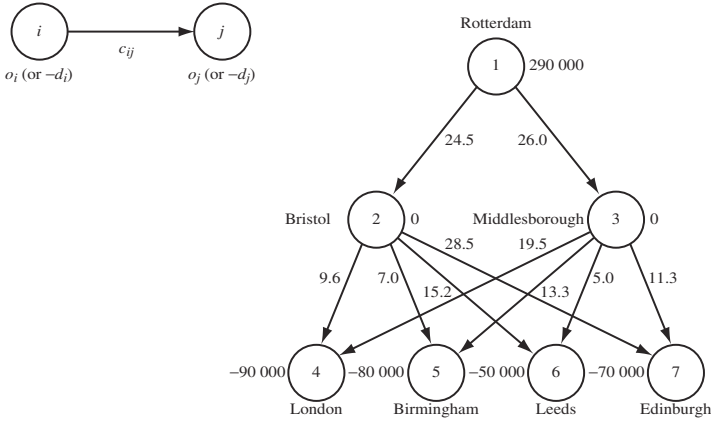 i
j
c_ij
o_i (or –d_i)
o_j (or –d_j)
Rotterdam
1
290 000
24.5
26.0
Bristol
2
0
Middlesborough
3
0
28.5
19.5
9.6
7.0
15.2
13.3
5.0
11.3
–90 000
4
–80 000
5
–50 000
6
–70 000
7
London
Birmingham
Leeds
Edinburgh